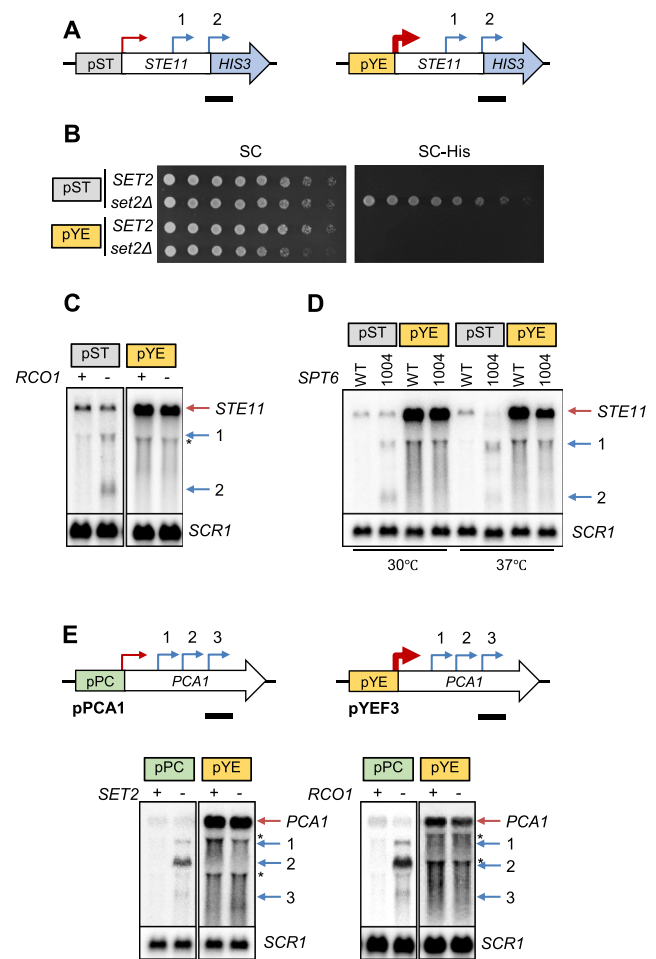 A
1 2 1 2
pST STE11 HIS3 pYE STE11 HIS3
B
SC SC-His
pST SET2
set2Δ
pYE SET2
set2Δ
C
pST pYE
RCO1 + - + -
STE11
1
*
2
SCR1
D
pST pYE pST pYE
SPT6 WT 1004 WT 1004 WT 1004 WT 1004
STE11
1
2
SCR1
30℃ 37℃
E
1 2 3 1 2 3
pPC PCA1 pYE PCA1
pPCA1 pYEF3
pPC pYE
SET2 + - + -
PCA1
*
1
2
*
3
SCR1
pPC pYE
RCO1 + - + -
PCA1
*
1
*
2
3
SCR1